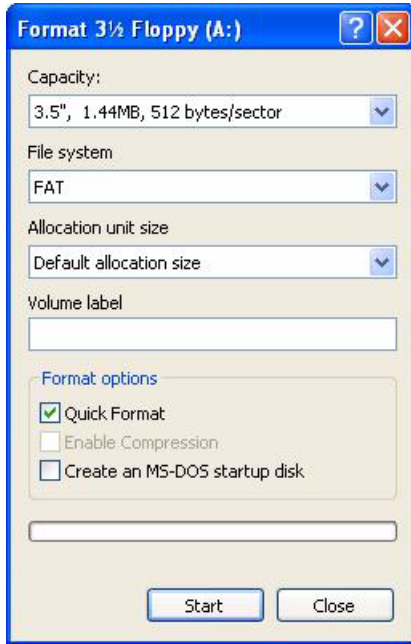 Format 3½ Floppy (A:)
Capacity:
3.5", 1.44MB, 512 bytes/sector
File system
FAT
Allocation unit size
Default allocation size
Volume label
Format options
Quick Format
Enable Compression
Create an MS-DOS startup disk
Start Close